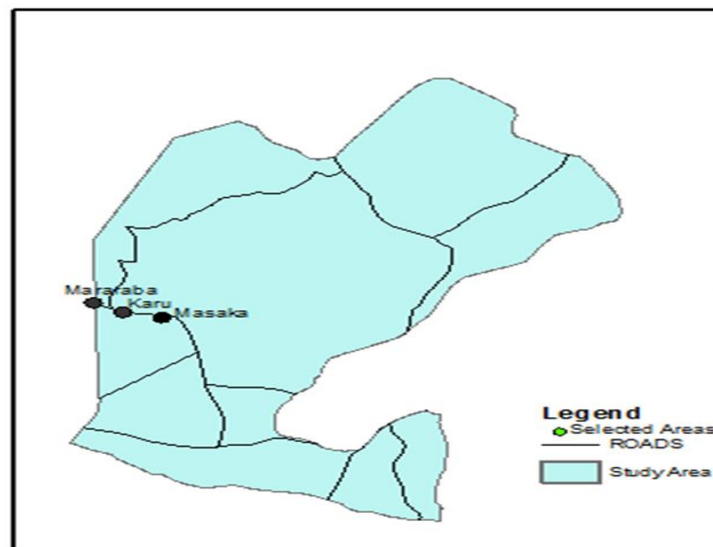 Mararaba
Karu
Masaka
Legend
Selected Areas
ROADS
Study Area